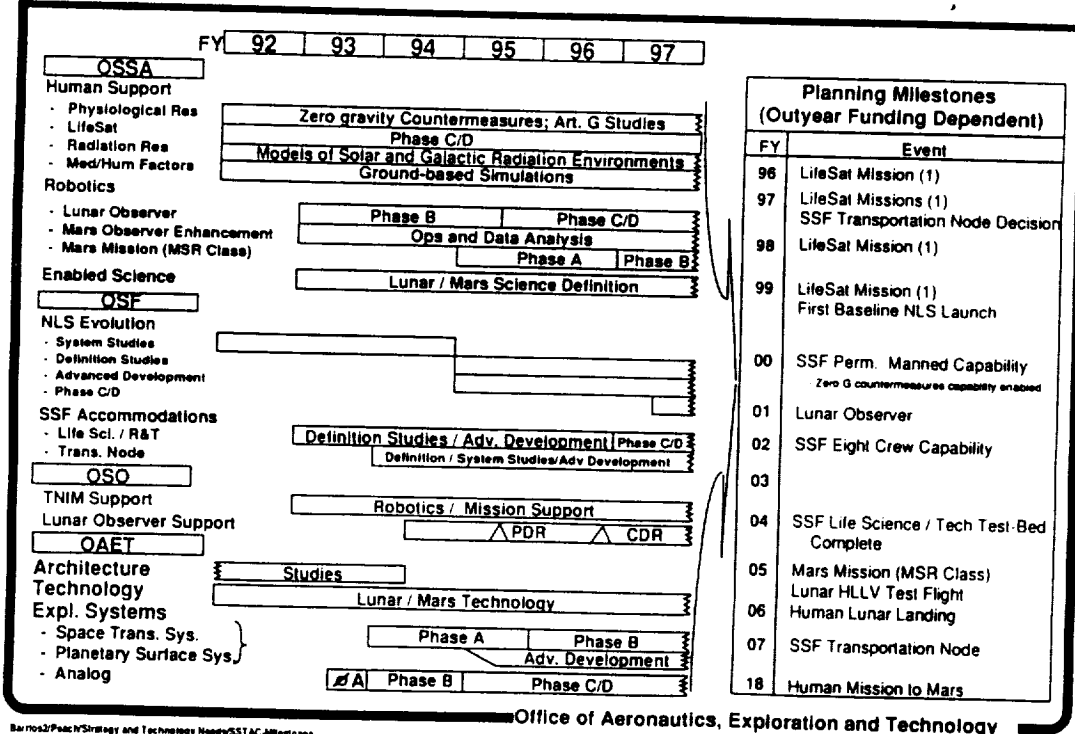 FY 92 93 94 95 96 97
OSSA
Human Support
- Physiological Res
- LifeSat
- Radiation Res
- Med/Hum Factors
Zero gravity Countermeasures; Art. G Studies
Phase C/D
Models of Solar and Galactic Radiation Environments
Ground-based Simulations
Robotics
- Lunar Observer
- Mars Observer Enhancement
- Mars Mission (MSR Class)
Phase B Phase C/D
Ops and Data Analysis
Phase A Phase B
Enabled Science
Lunar / Mars Science Definition
OSF
NLS Evolution
- System Studies
- Definition Studies
- Advanced Development
- Phase C/D
SSF Accommodations
- Life Sci. / R&T
- Trans. Node
Definition Studies / Adv. Development Phase C/D
Definition / System Studies/Adv Development
OSO
TNIM Support
Robotics / Mission Support
Lunar Observer Support
PDR CDR
OAET
Architecture
Studies
Technology
Lunar / Mars Technology
Expl. Systems
- Space Trans. Sys.
- Planetary Surface Sys.
- Analog
Phase A Phase B
Adv. Development
øA Phase B Phase C/D
Planning Milestones
(Outyear Funding Dependent)
FY Event
96 LifeSat Mission (1)
97 LifeSat Missions (1)
SSF Transportation Node Decision
98 LifeSat Mission (1)
99 LifeSat Mission (1)
First Baseline NLS Launch
00 SSF Perm. Manned Capability
- Zero G countermeasures capability enabled
01 Lunar Observer
02 SSF Eight Crew Capability
03
04 SSF Life Science / Tech Test-Bed
Complete
05 Mars Mission (MSR Class)
Lunar HLLV Test Flight
06 Human Lunar Landing
07 SSF Transportation Node
18 Human Mission to Mars
Office of Aeronautics, Exploration and Technology
Barrios2/Peach/Strategy and Technology Needs/SSTAC-Milestones